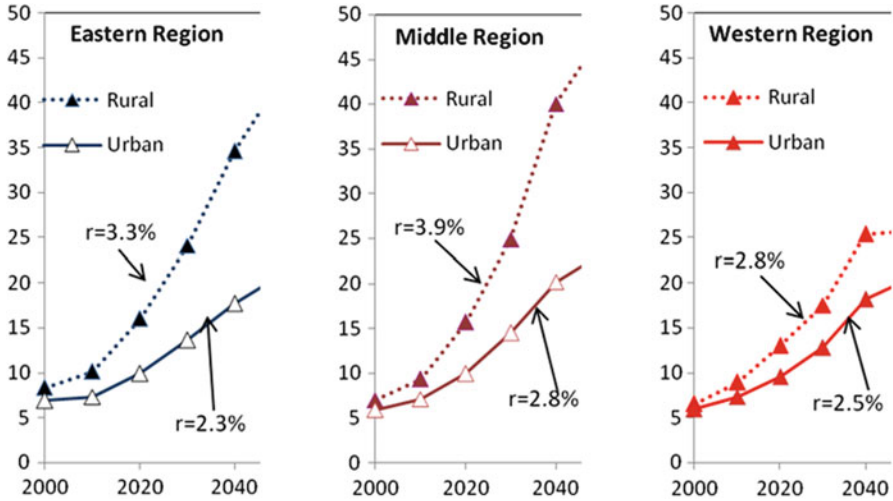 Eastern Region
50
45
40
35
30
25
20
15
10
5
0
Rural
Urban
r=3.3%
r=2.3%
2000
2020
2040
Middle Region
50
45
40
35
30
25
20
15
10
5
0
Rural
Urban
r=3.9%
r=2.8%
2000
2020
2040
Western Region
50
45
40
35
30
25
20
15
10
5
0
Rural
Urban
r=2.8%
r=2.5%
2000
2020
2040